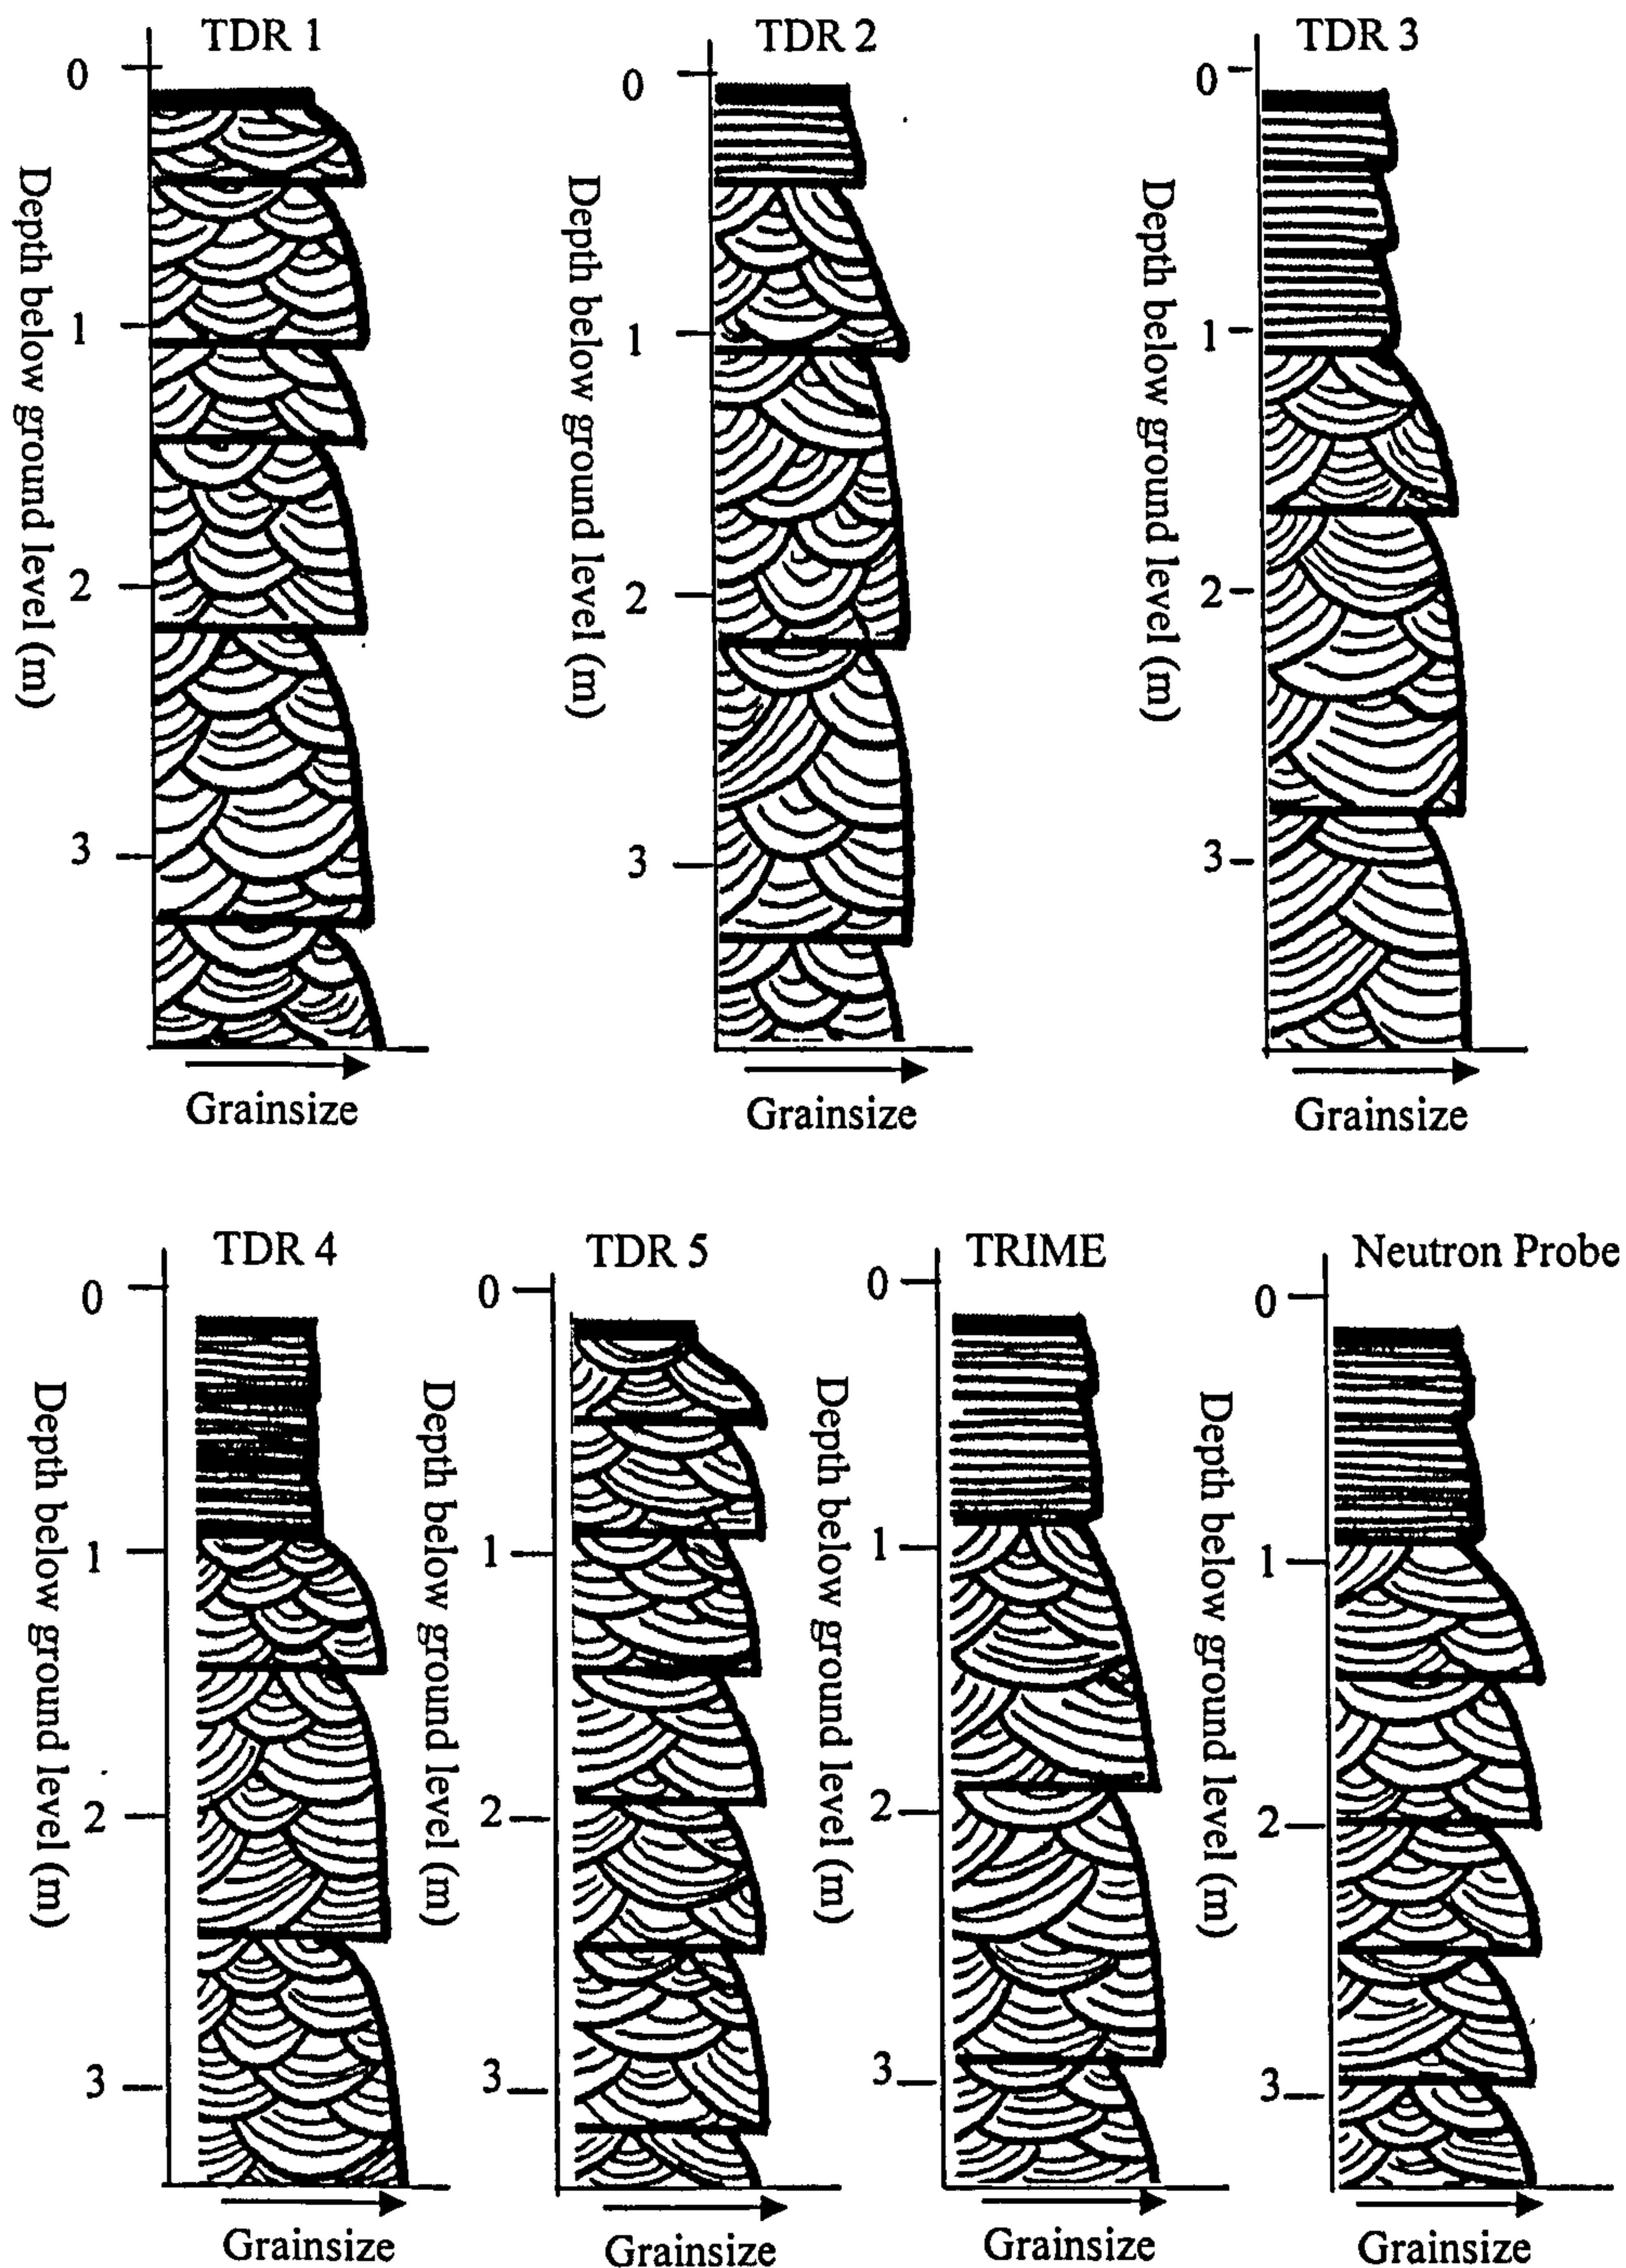 TDR 1
0
1
2
3
Depth below ground level (m)
Grainsize
TDR 2
0
1
2
3
Depth below ground level (m)
Grainsize
TDR 3
0
1
2
3
Depth below ground level (m)
Grainsize
TDR 4
0
1
2
3
Depth below ground level (m)
Grainsize
TDR 5
0
1
2
3
Depth below ground level (m)
Grainsize
TRIME
0
1
2
3
Depth below ground level (m)
Grainsize
Neutron Probe
0
1
2
3
Depth below ground level (m)
Grainsize